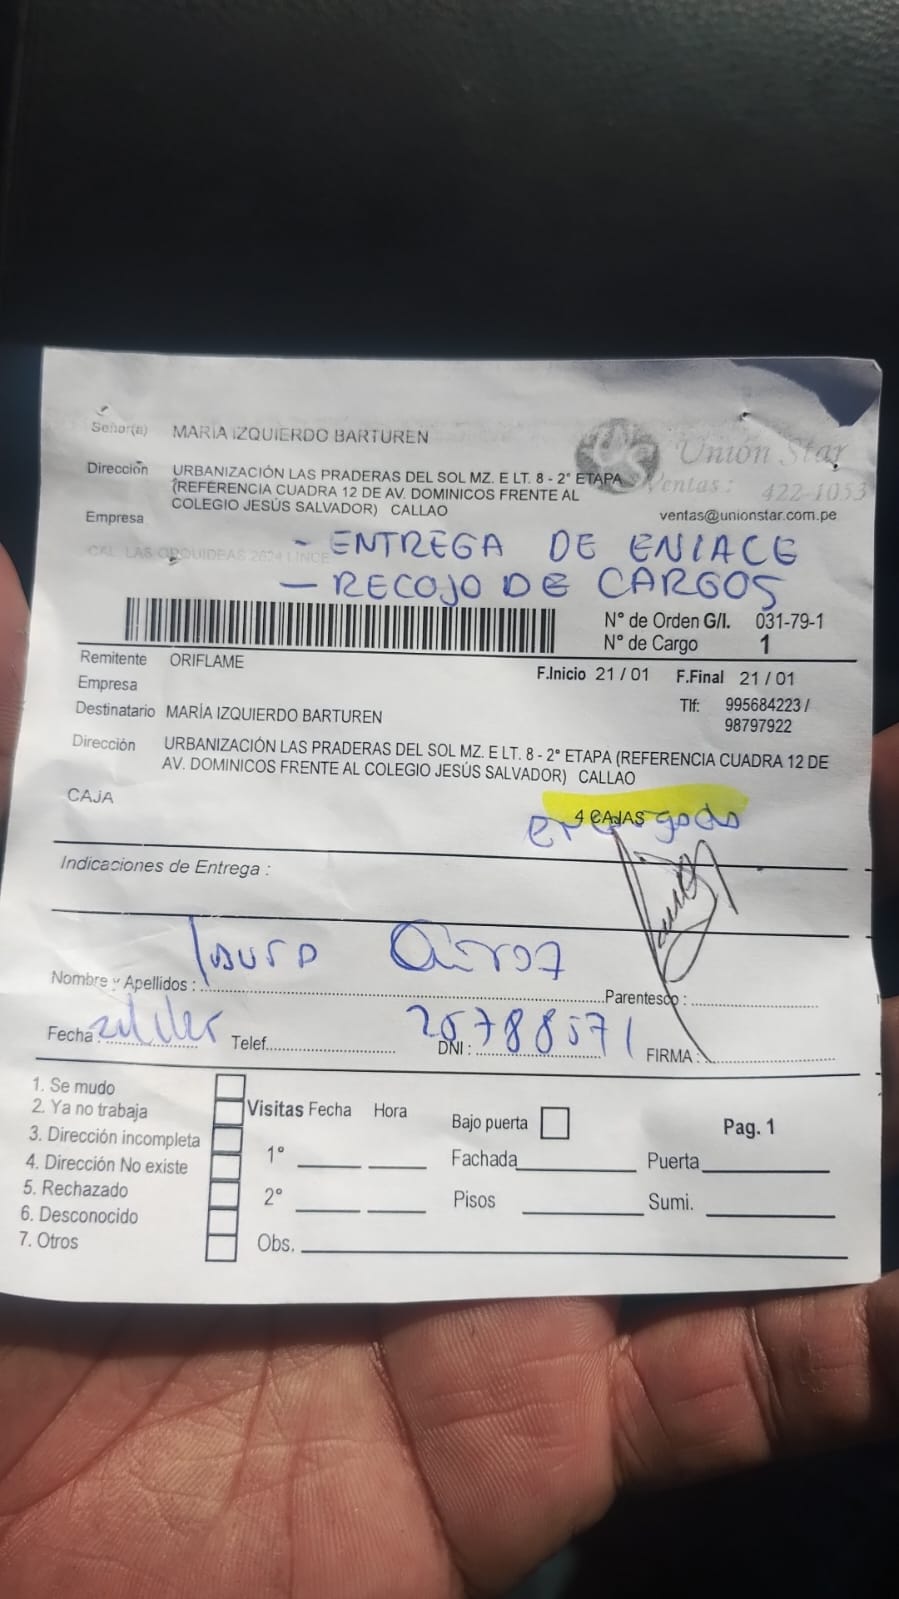 Señor(a) MARÍA IZQUIERDO BARTUREN
Unión Star
Dirección URBANIZACIÓN LAS PRADERAS DEL SOL MZ. E LT. 8 - 2° ETAPA
Ventas: 422-1053
(REFERENCIA CUADRA 12 DE AV. DOMINICOS FRENTE AL
COLEGIO JESÚS SALVADOR) CALLAO
ventas@unionstar.com.pe
Empresa
CAL LAS ORQUIDEAS 2624 LINCE
- ENTREGA DE ENLACE
- RECOJO DE CARGOS
N° de Orden G/I. 031-79-1
N° de Cargo 1
Remitente ORIFLAME
F.Inicio 21 / 01 F.Final 21 / 01
Empresa
Tlf: 995684223 /
98797922
Destinatario MARÍA IZQUIERDO BARTUREN
Dirección URBANIZACIÓN LAS PRADERAS DEL SOL MZ. E LT. 8 - 2° ETAPA (REFERENCIA CUADRA 12 DE
AV. DOMINICOS FRENTE AL COLEGIO JESÚS SALVADOR) CALLAO
CAJA
4 CAJAS
Indicaciones de Entrega :
Nombre y Apellidos :
Parentesco :
Fecha : Telef. DNI : FIRMA :
1. Se mudo
2. Ya no trabaja
3. Dirección incompleta
4. Dirección No existe
5. Rechazado
6. Desconocido
7. Otros
Visitas Fecha Hora
1°
2°
Obs.
Bajo puerta
Pag. 1
Fachada Puerta
Pisos Sumi.